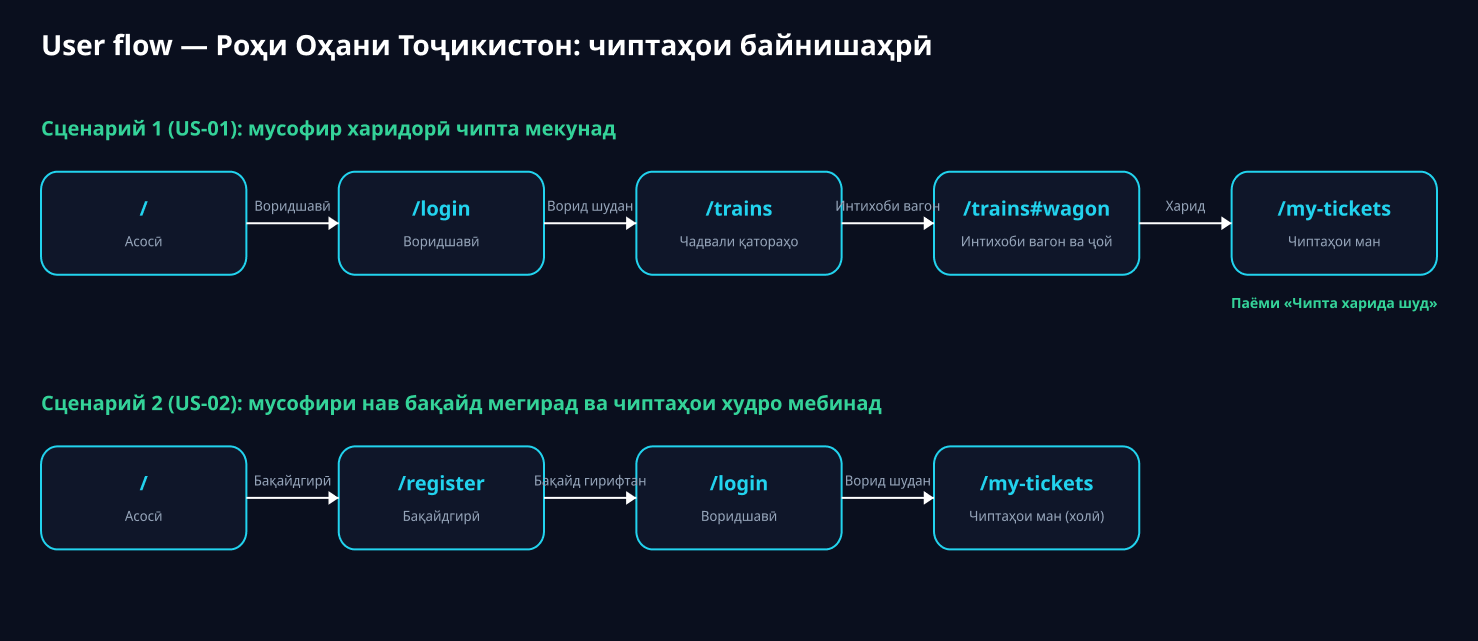 User flow — Роҳи Оҳани Тоҷикистон: чиптаҳои байнишаҳрӣ
Сценарий 1 (US-01): мусофир харидорӣ чипта мекунад
/
Асосӣ
Воридшавӣ
/login
Воридшавӣ
Ворид шудан
/trains
Чадвали қатораҳо
Интихоби вагон
/trains#wagon
Интихоби вагон ва ҷой
Харид
/my-tickets
Чиптаҳои ман
Паёми «Чипта харида шуд»
Сценарий 2 (US-02): мусофири нав бақайд мегирад ва чиптаҳои худро мебинад
/
Асосӣ
Бақайдгирӣ
/register
Бақайдгирӣ
Бақайд гирифтан
/login
Воридшавӣ
Ворид шудан
/my-tickets
Чиптаҳои ман (холӣ)